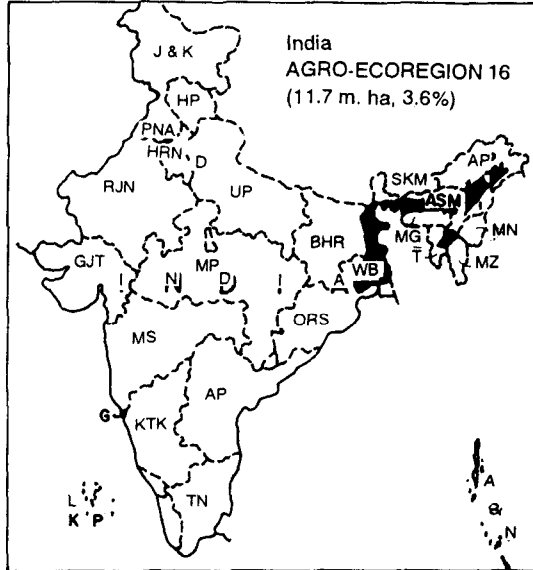 J & K
India
AGRO-ECOREGION 16
(11.7 m. ha, 3.6%)
HP
PNA
HRN D
RJN
UP
SKM
AP
ASM
BHR
MG
MN
T
MZ
GJT
MP
WB
I N D I A
ORS
MS
AP
G
KTK
L
K P
TN
A
&
N